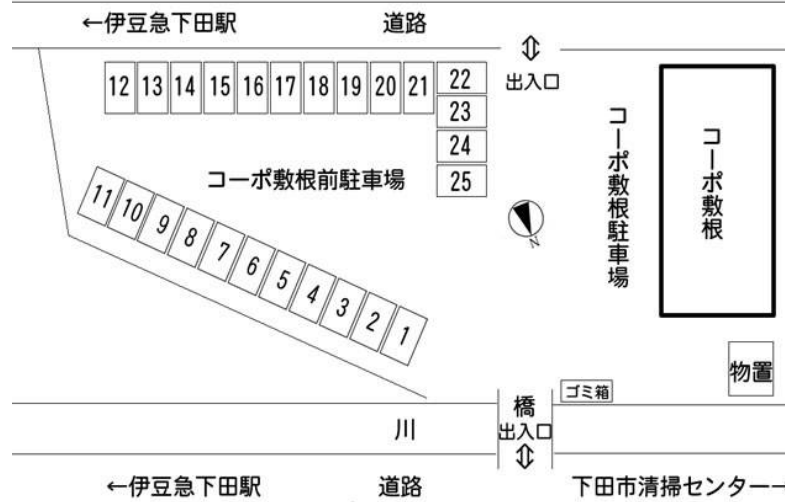 ←伊豆急下田駅
道路
出入口
12 13 14 15 16 17 18 19 20 21
22
23
24
25
コーポ敷根前駐車場
コーポ敷根駐車場
コーポ敷根
11 10 9 8 7 6 5 4 3 2 1
N
物置
ゴミ箱
橋
出入口
川
←伊豆急下田駅
道路
下田市清掃センター→